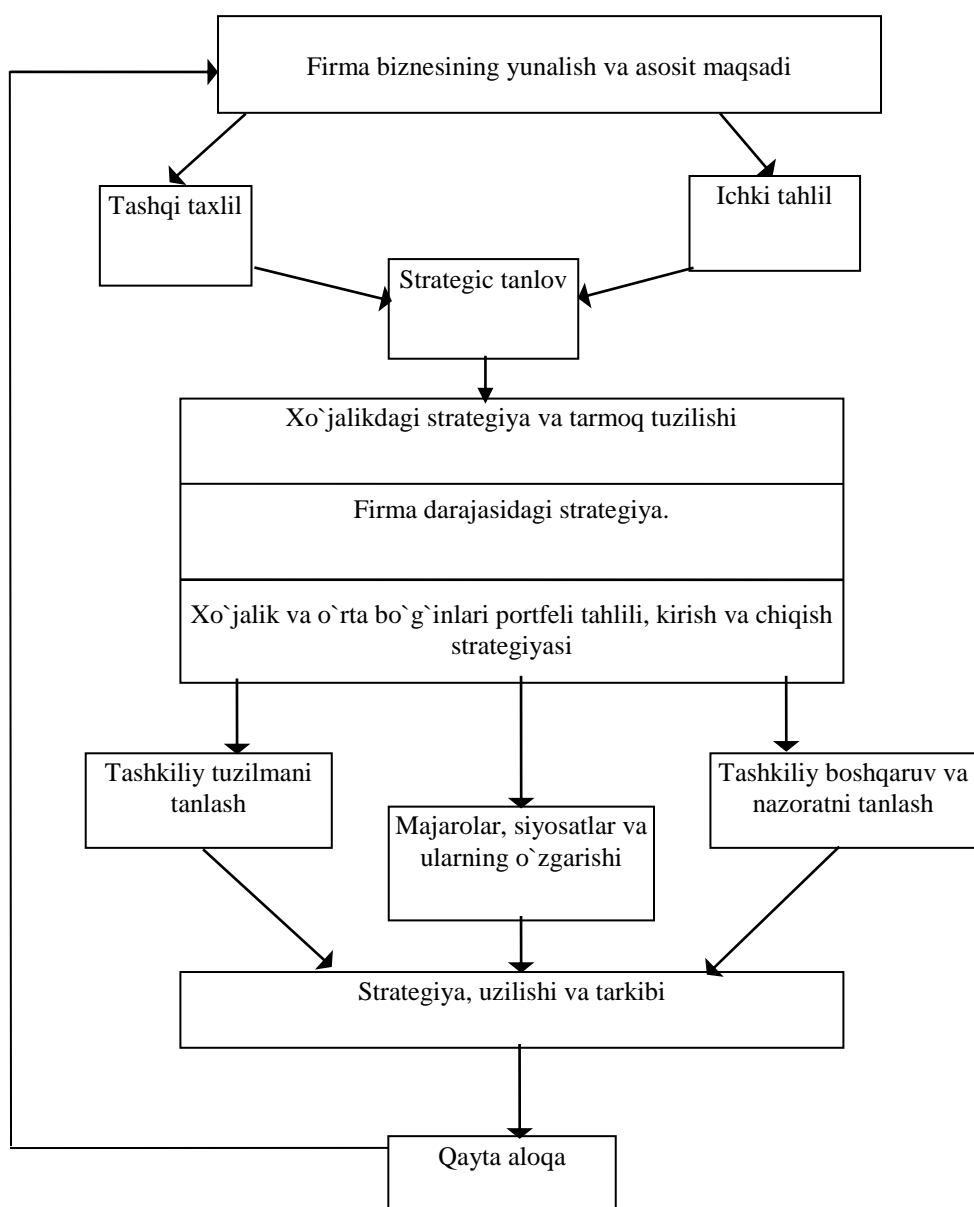 Firma biznesining yunalish va asosit maqsadi
Tashqi taxlil
Ichki tahlil
Strategic tanlov
Xo`jalikdagi strategiya va tarmoq tuzilishi
Firma darajasidagi strategiya.
Xo`jalik va o`rta bo`g`inlari portfeli tahlili, kirish va chiqish
strategiyasi
Tashkiliy tuzilmani
tanlash
Majarolar, siyosatlar va
ularning o`zgarishi
Tashkiliy boshqaruv va
nazoratni tanlash
Strategiya, uzilishi va tarkibi
Qayta aloqa